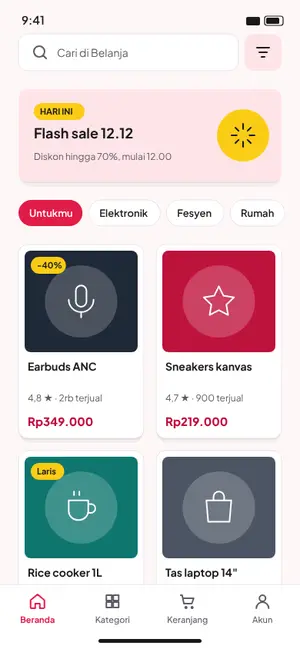 9:41
Cari di Belanja
HARI INI
Flash sale 12.12
Diskon hingga 70%, mulai 12.00
Untukmu
Elektronik
Fesyen
Rumah
-40%
Earbuds ANC
4,8 ★ · 2rb terjual
Rp349.000
Sneakers kanvas
4.7 ★ · 900 terjual
Rp219.000
Laris
Rice cooker 1L
Tas laptop 14"
Beranda
Kategori
Keranjang
Akun